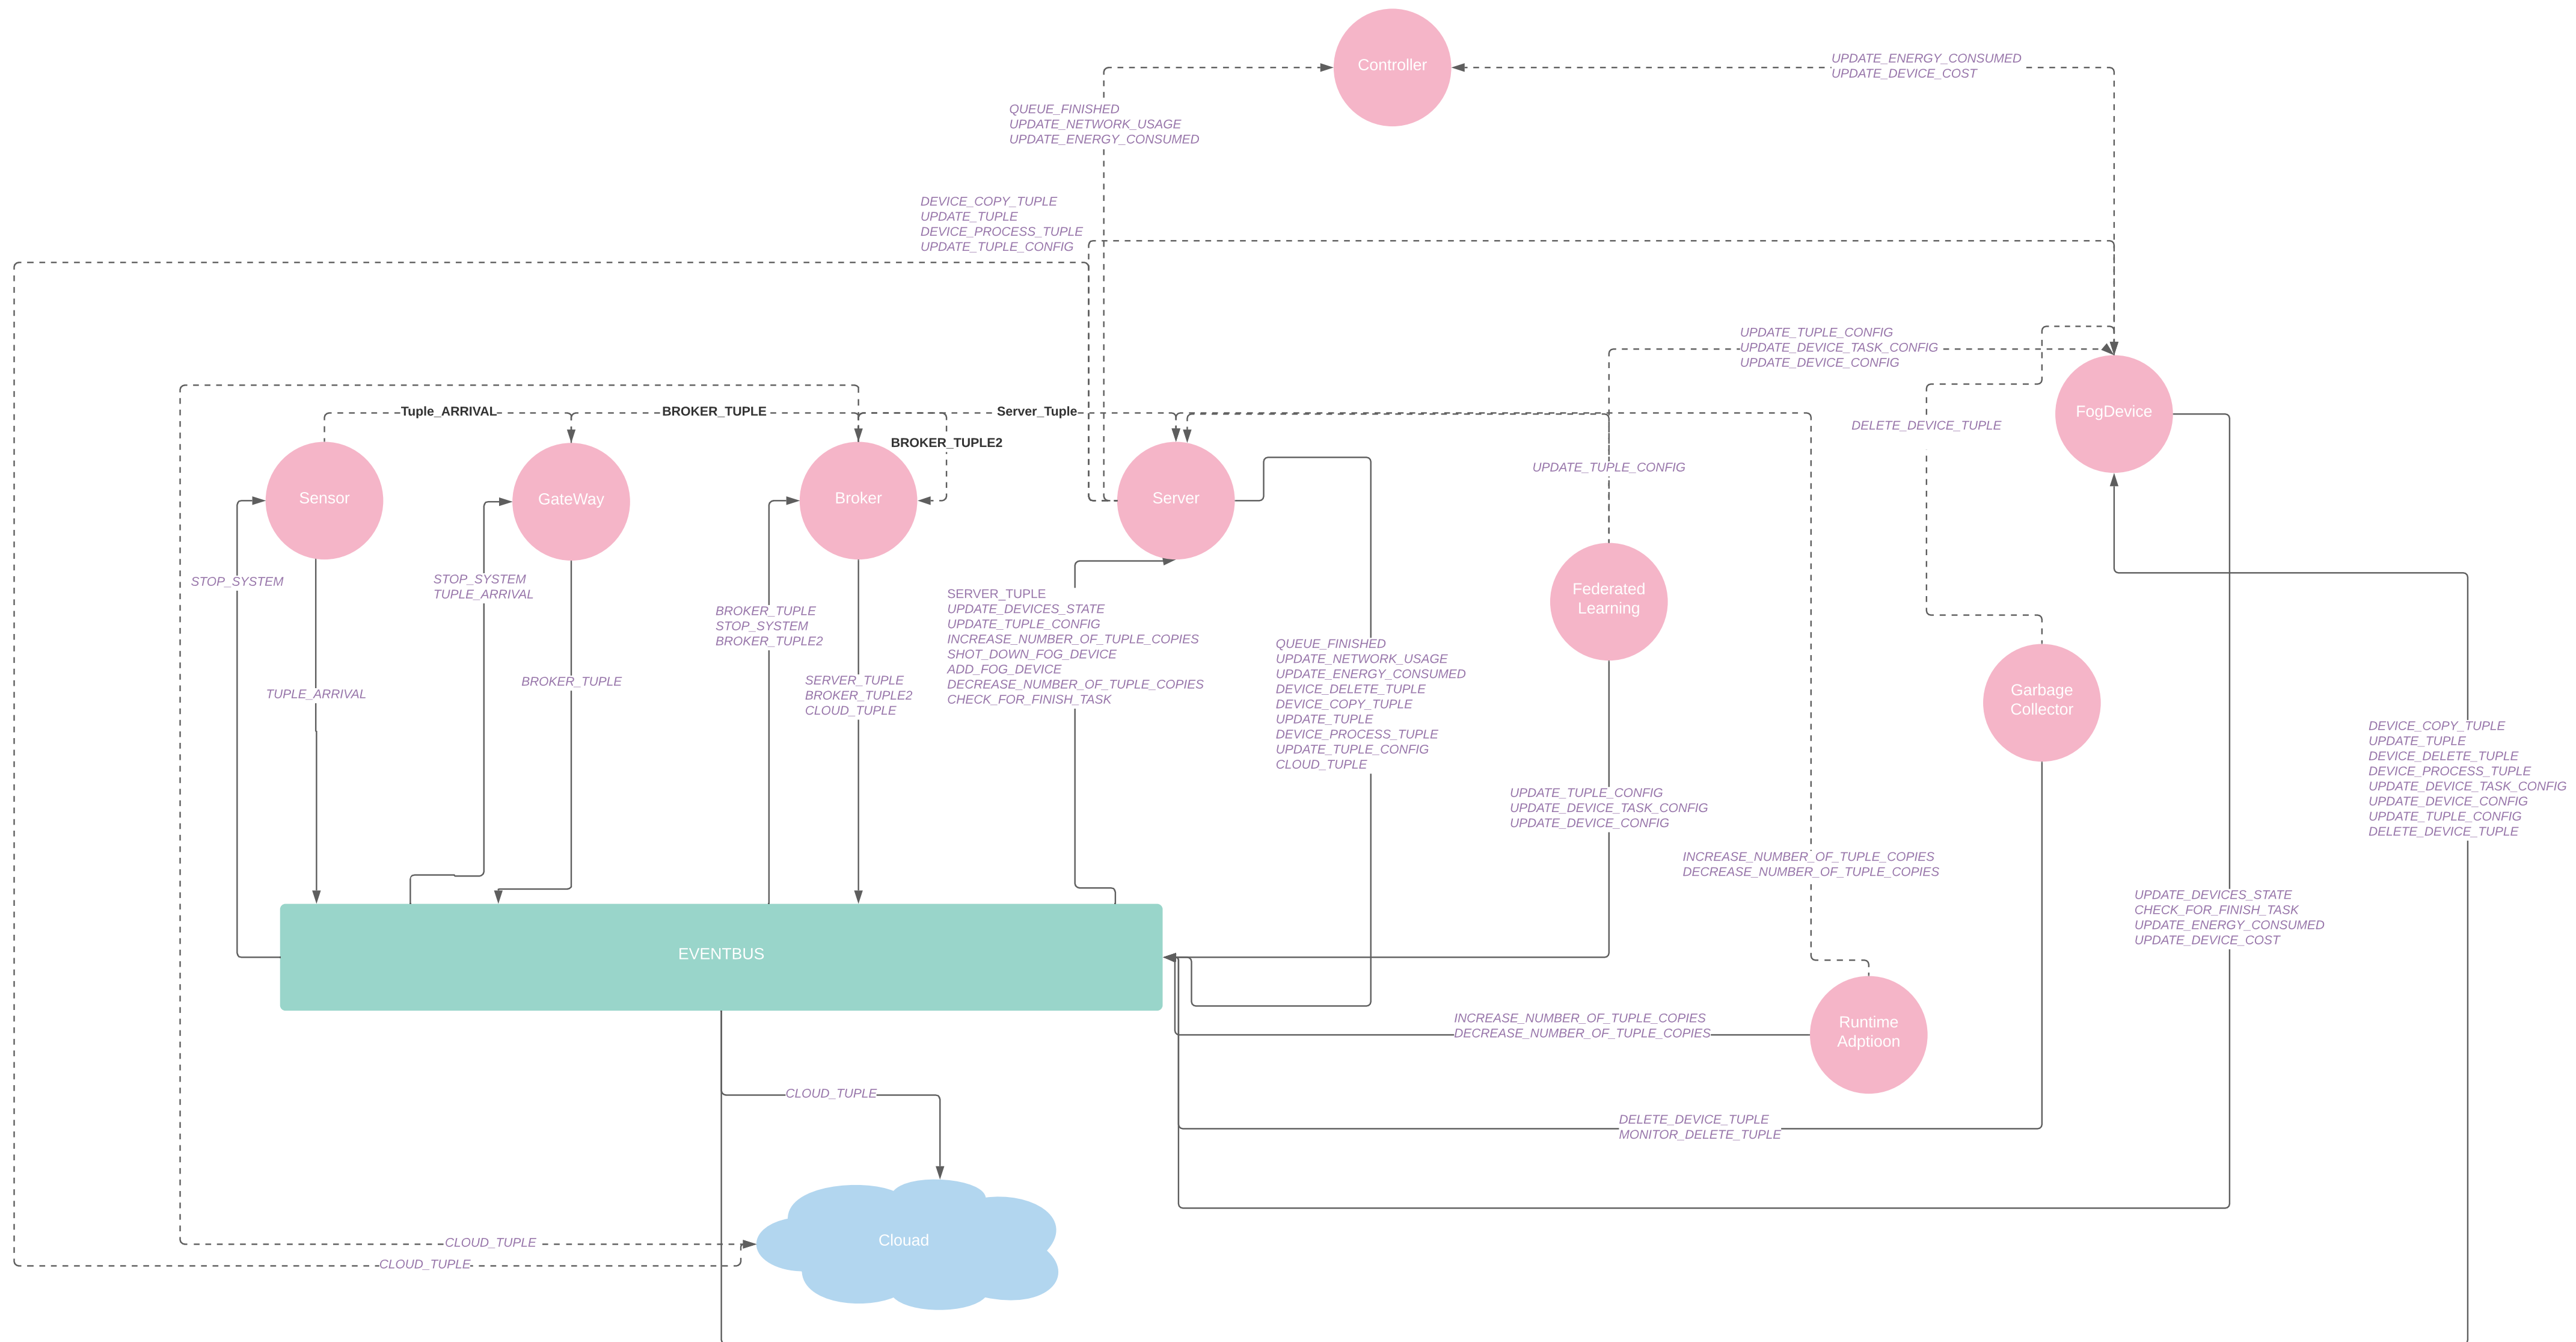 Controller
UPDATE_ENERGY_CONSUMED
UPDATE_DEVICE_COST
QUEUE_FINISHED
UPDATE_NETWORK_USAGE
UPDATE_ENERGY_CONSUMED
DEVICE_COPY_TUPLE
UPDATE_TUPLE
DEVICE_PROCESS_TUPLE
UPDATE_TUPLE_CONFIG
UPDATE_TUPLE_CONFIG
UPDATE_DEVICE_TASK_CONFIG
UPDATE_DEVICE_CONFIG
FogDevice
DELETE_DEVICE_TUPLE
Tuple_ARRIVAL
BROKER_TUPLE
Server_Tuple
BROKER_TUPLE2
UPDATE_TUPLE_CONFIG
Sensor
GateWay
Broker
Server
Federated
Learning
STOP_SYSTEM
STOP_SYSTEM
TUPLE_ARRIVAL
BROKER_TUPLE
STOP_SYSTEM
BROKER_TUPLE2
SERVER_TUPLE
UPDATE_DEVICES_STATE
UPDATE_TUPLE_CONFIG
INCREASE_NUMBER_OF_TUPLE_COPIES
SHOT_DOWN_FOG_DEVICE
ADD_FOG_DEVICE
DECREASE_NUMBER_OF_TUPLE_COPIES
CHECK_FOR_FINISH_TASK
QUEUE_FINISHED
UPDATE_NETWORK_USAGE
UPDATE_ENERGY_CONSUMED
DEVICE_DELETE_TUPLE
DEVICE_COPY_TUPLE
UPDATE_TUPLE
DEVICE_PROCESS_TUPLE
UPDATE_TUPLE_CONFIG
CLOUD_TUPLE
Garbage
Collector
TUPLE_ARRIVAL
BROKER_TUPLE
SERVER_TUPLE
BROKER_TUPLE2
CLOUD_TUPLE
DEVICE_COPY_TUPLE
UPDATE_TUPLE
DEVICE_DELETE_TUPLE
DEVICE_PROCESS_TUPLE
UPDATE_DEVICE_TASK_CONFIG
UPDATE_DEVICE_CONFIG
UPDATE_TUPLE_CONFIG
DELETE_DEVICE_TUPLE
UPDATE_TUPLE_CONFIG
UPDATE_DEVICE_TASK_CONFIG
UPDATE_DEVICE_CONFIG
INCREASE_NUMBER_OF_TUPLE_COPIES
DECREASE_NUMBER_OF_TUPLE_COPIES
UPDATE_DEVICES_STATE
CHECK_FOR_FINISH_TASK
UPDATE_ENERGY_CONSUMED
UPDATE_DEVICE_COST
EVENTBUS
INCREASE_NUMBER_OF_TUPLE_COPIES
DECREASE_NUMBER_OF_TUPLE_COPIES
Runtime
Adptioon
CLOUD_TUPLE
DELETE_DEVICE_TUPLE
MONITOR_DELETE_TUPLE
Clouad
CLOUD_TUPLE
CLOUD_TUPLE